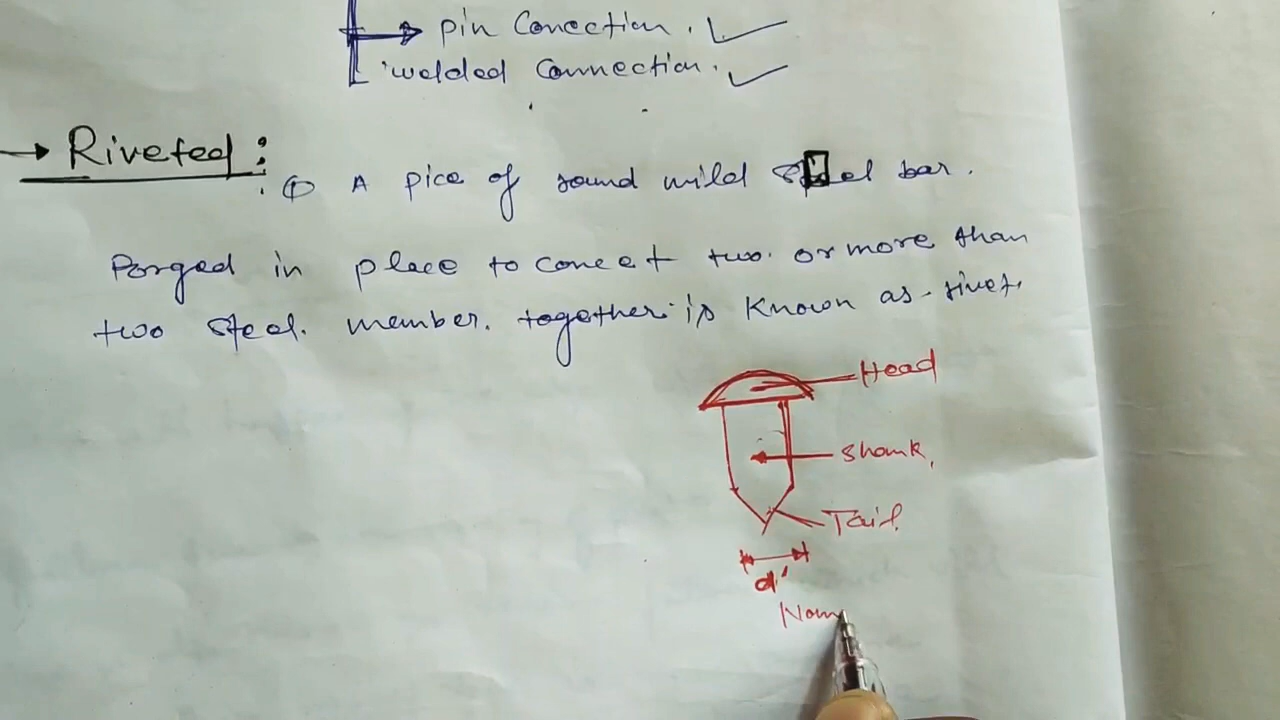 pin Conection.
welded Connection.
→ Riveted :
① A pice of sound mild steel bar.
Forged in place to conect two or more than
two steel. member. together is known as - rivet.
Head
Shank,
Tail.
d'
Nom